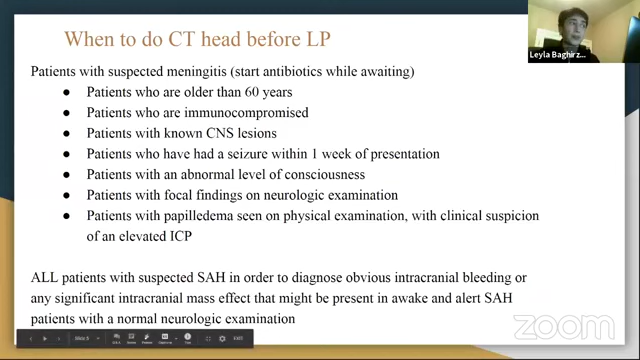 When to do CT head before LP
Leyla Baghirz...
Patients with suspected meningitis (start antibiotics while awaiting)
● Patients who are older than 60 years
● Patients who are immunocompromised
● Patients with known CNS lesions
● Patients who have had a seizure within 1 week of presentation
● Patients with an abnormal level of consciousness
● Patients with focal findings on neurologic examination
● Patients with papilledema seen on physical examination, with clinical suspicion
of an elevated ICP
ALL patients with suspected SAH in order to diagnose obvious intracranial bleeding or
any significant intracranial mass effect that might be present in awake and alert SAH
patients with a normal neurologic examination
zoom
Slide
EXIT